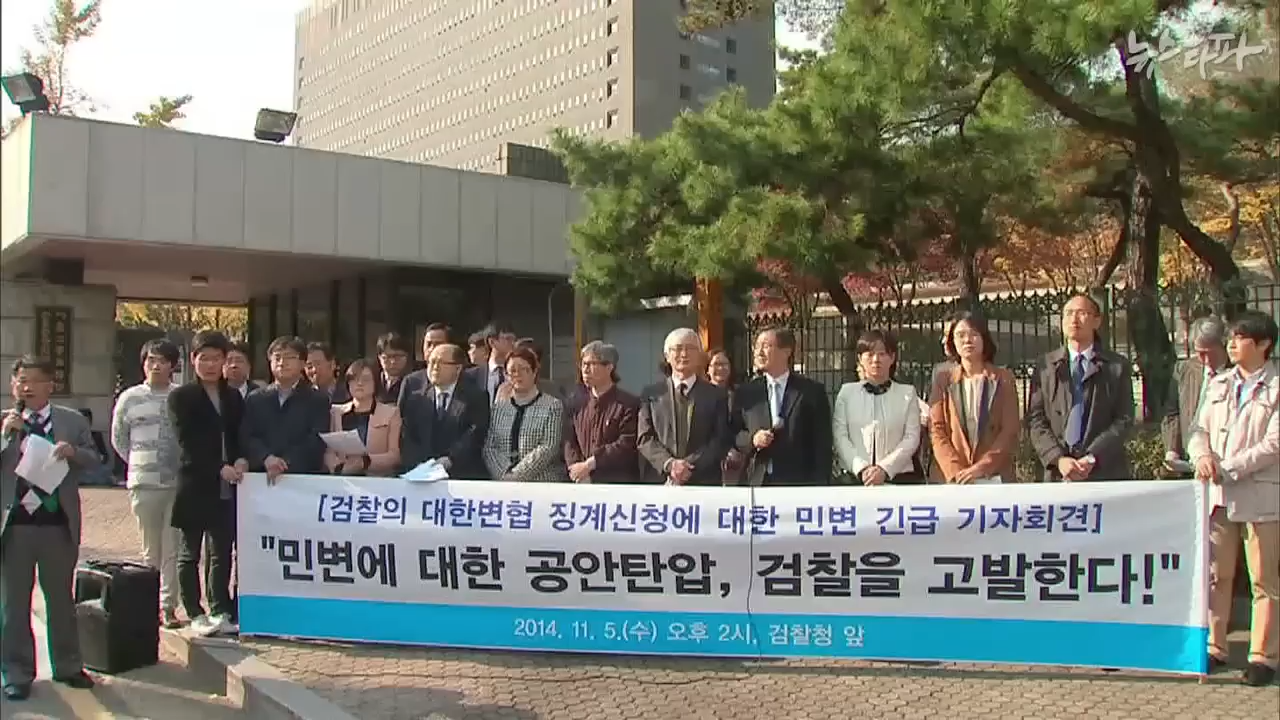 뉴스타파
[검찰의 대한변협 징계신청에 대한 민변 긴급 기자회견]
"민변에 대한 공안탄압, 검찰을 고발한다!"
2014. 11. 5.(수) 오후 2시, 검찰청 앞